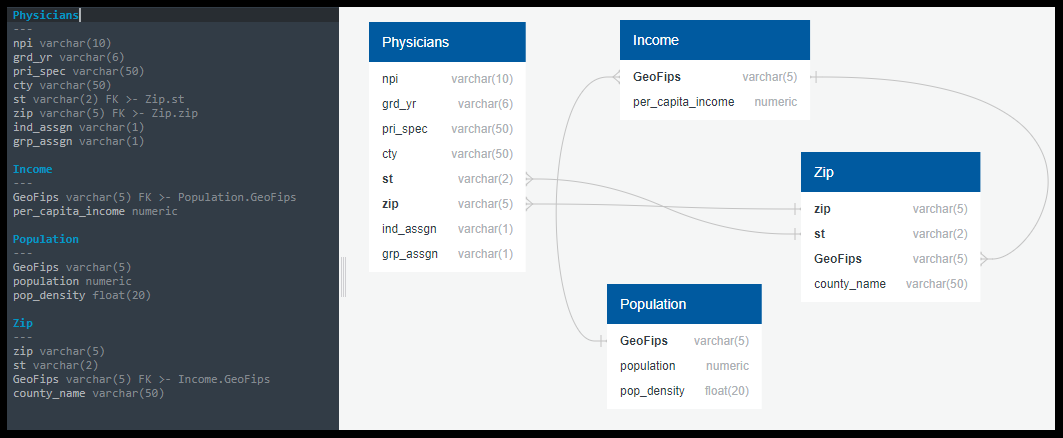 Physicians
---
npi varchar(10)
grd_yr varchar(6)
pri_spec varchar(50)
cty varchar(50)
st varchar(2) FK >- Zip.st
zip varchar(5) FK >- Zip.zip
ind_assgn varchar(1)
grp_assgn varchar(1)
Income
---
GeoFips varchar(5) FK >- Population.GeoFips
per_capita_income numeric
Population
---
GeoFips varchar(5)
population numeric
pop_density float(20)
Zip
---
zip varchar(5)
st varchar(2)
GeoFips varchar(5) FK >- Income.GeoFips
county_name varchar(50)
Physicians
npi varchar(10)
grd_yr varchar(6)
pri_spec varchar(50)
cty varchar(50)
st varchar(2)
zip varchar(5)
ind_assgn varchar(1)
grp_assgn varchar(1)
Income
GeoFips varchar(5)
per_capita_income numeric
Zip
zip varchar(5)
st varchar(2)
GeoFips varchar(5)
county_name varchar(50)
Population
GeoFips varchar(5)
population numeric
pop_density float(20)